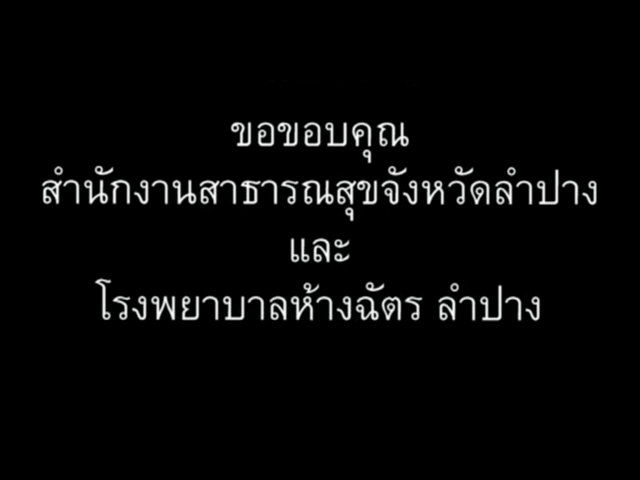 ขอขอบคุณ
สำนักงานสาธารณสุขจังหวัดลำปาง
และ
โรงพยาบาลห้างฉัตร ลำปาง